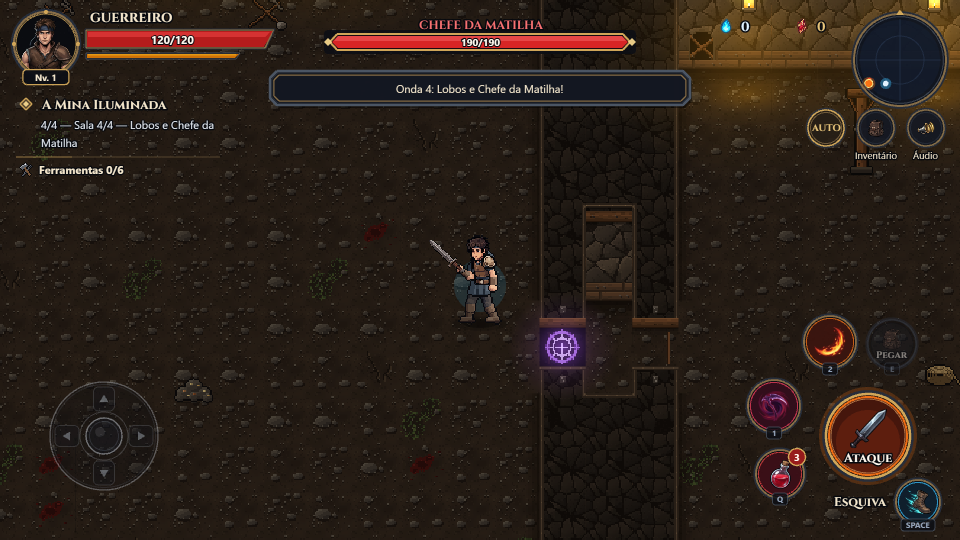 GUERREIRO
120/120
Nv. 1
CHEFE DA MATILHA
190/190
0
0
Onda 4: Lobos e Chefe da Matilha!
A Mina Iluminada
4/4 — Sala 4/4 — Lobos e Chefe da
Matilha
Ferramentas 0/6
AUTO
Inventário
Áudio
2
PEGAR
E
1
ATAQUE
3
Q
ESQUIVA
SPACE